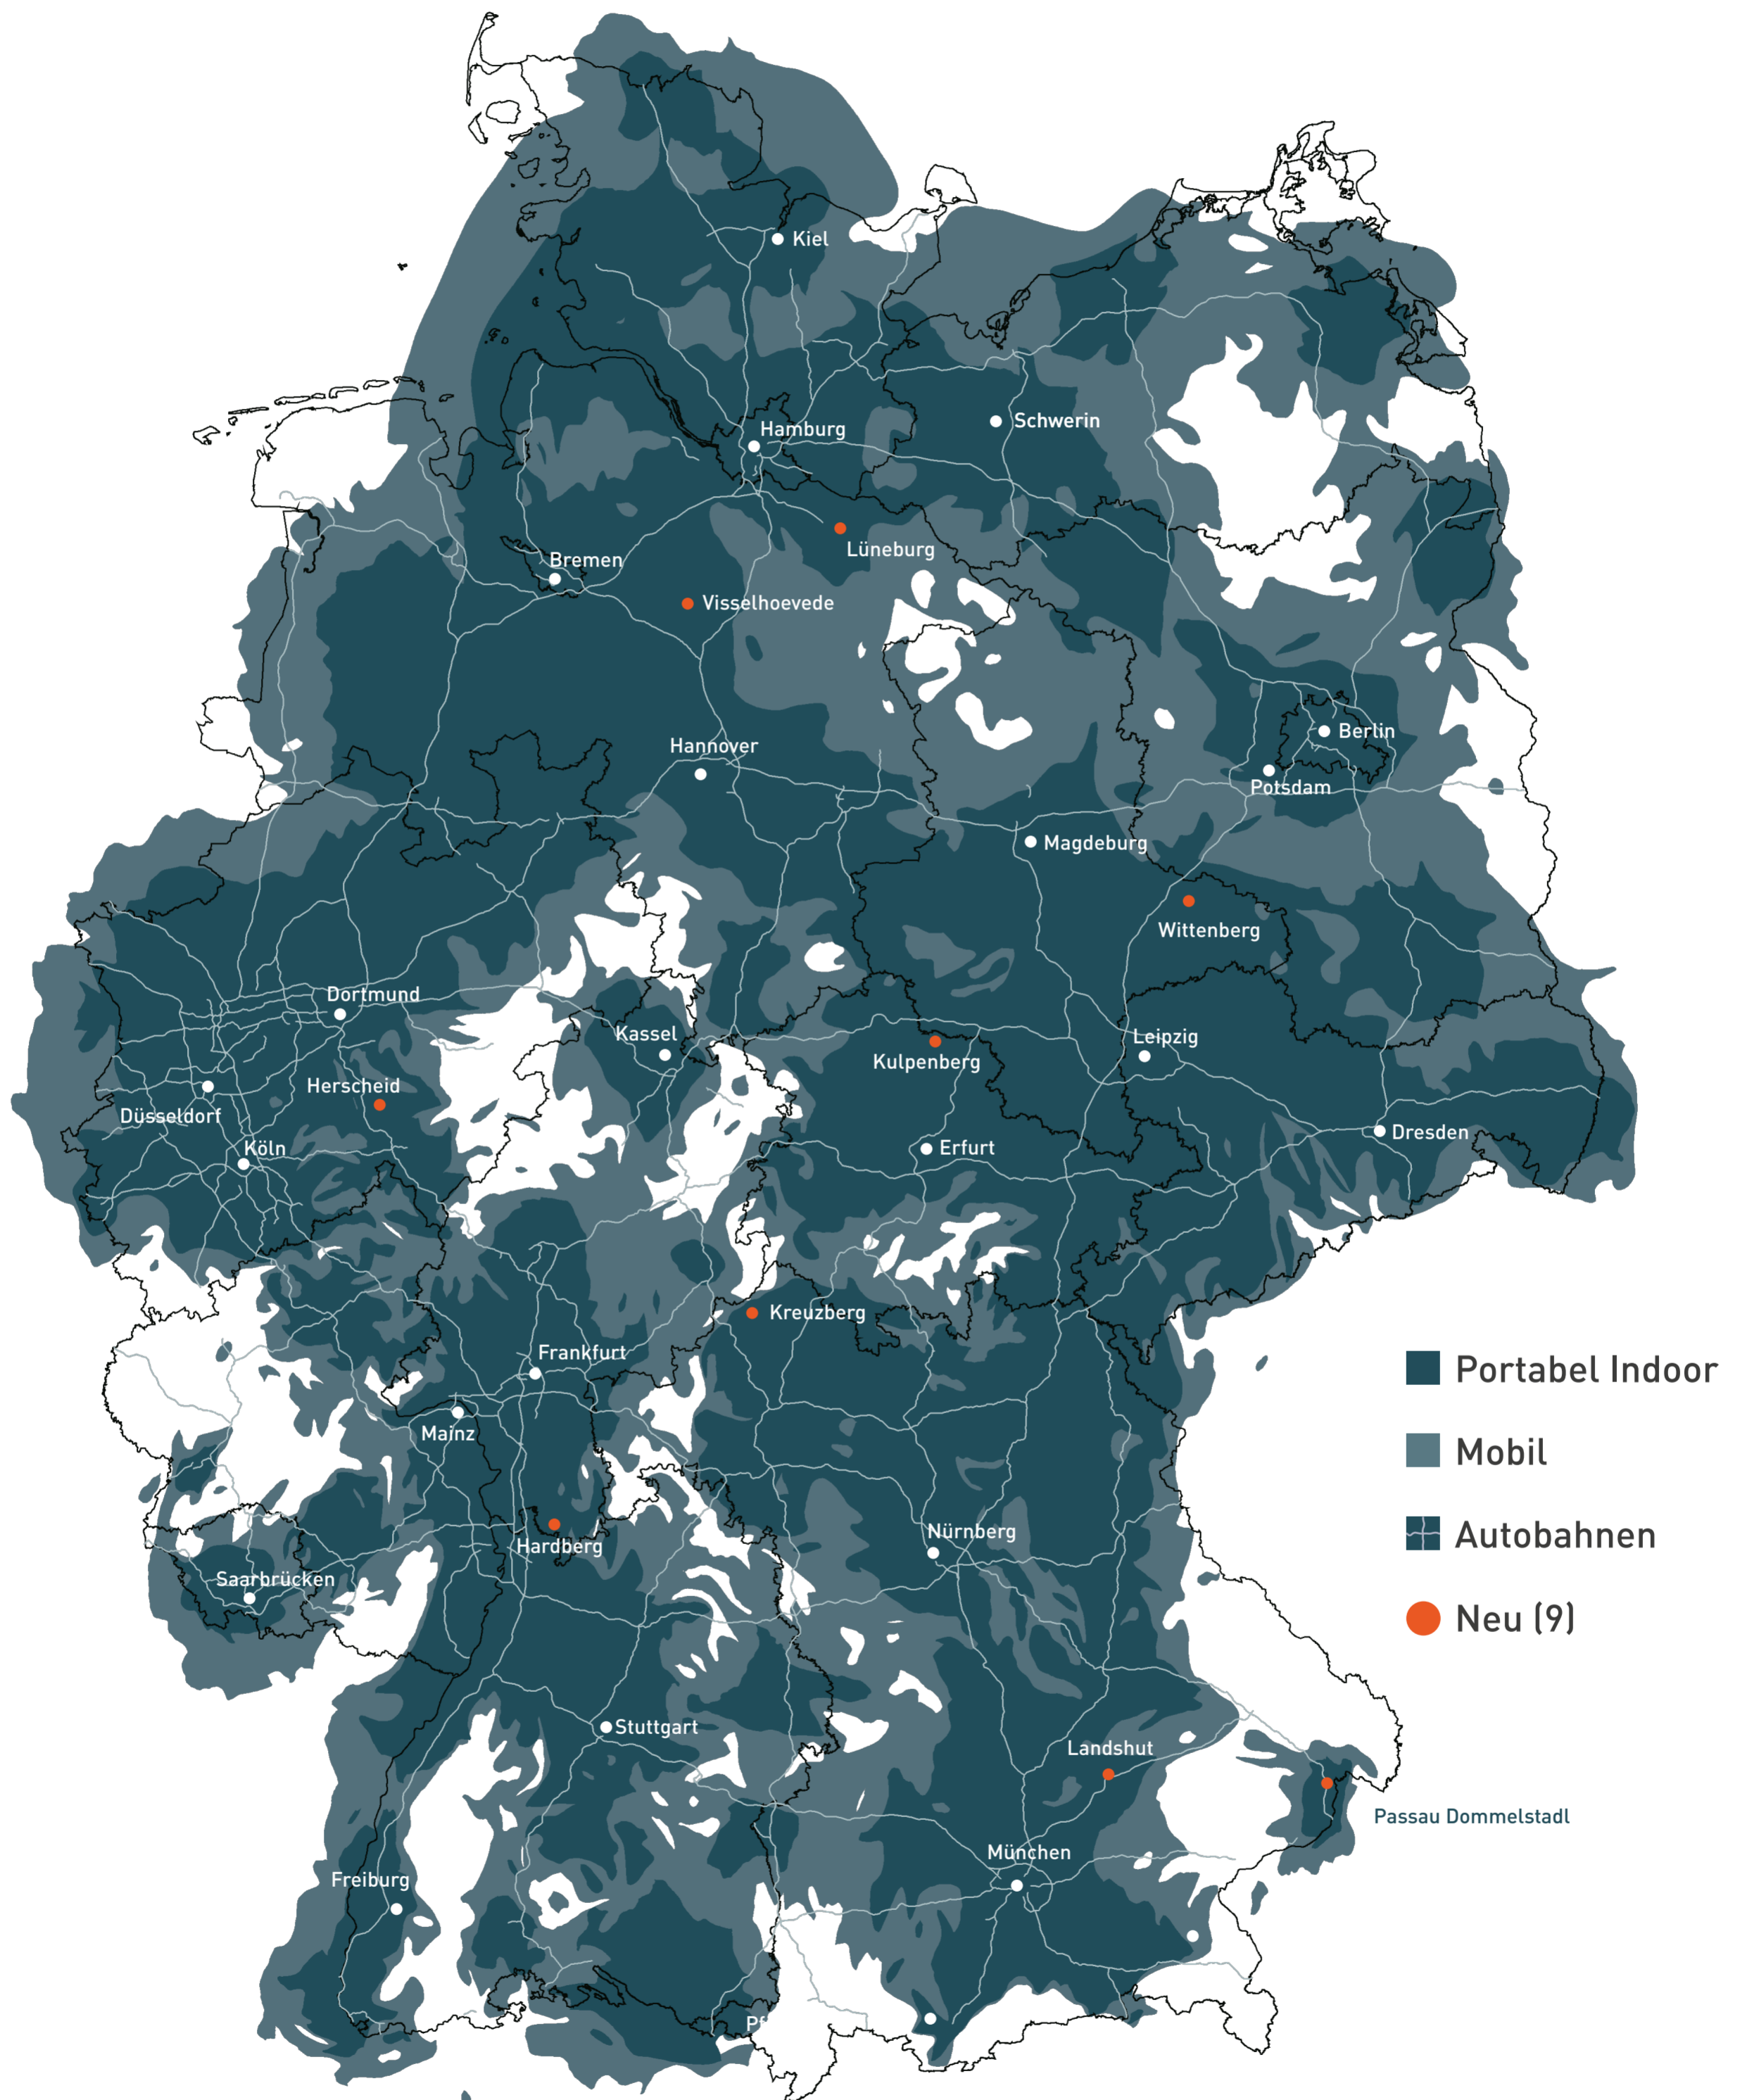 Kiel
Schwerin
Hamburg
Lüneburg
Bremen
Visselhoevede
Berlin
Hannover
Potsdam
Magdeburg
Wittenberg
Dortmund
Kassel
Leipzig
Kulpenberg
Herscheid
Düsseldorf
Dresden
Köln
Erfurt
Kreuzberg
Frankfurt
Portabel Indoor
Mainz
Mobil
Nürnberg
Autobahnen
Hardberg
Saarbrücken
Neu (9)
Stuttgart
Landshut
Passau Dommelstadl
München
Freiburg